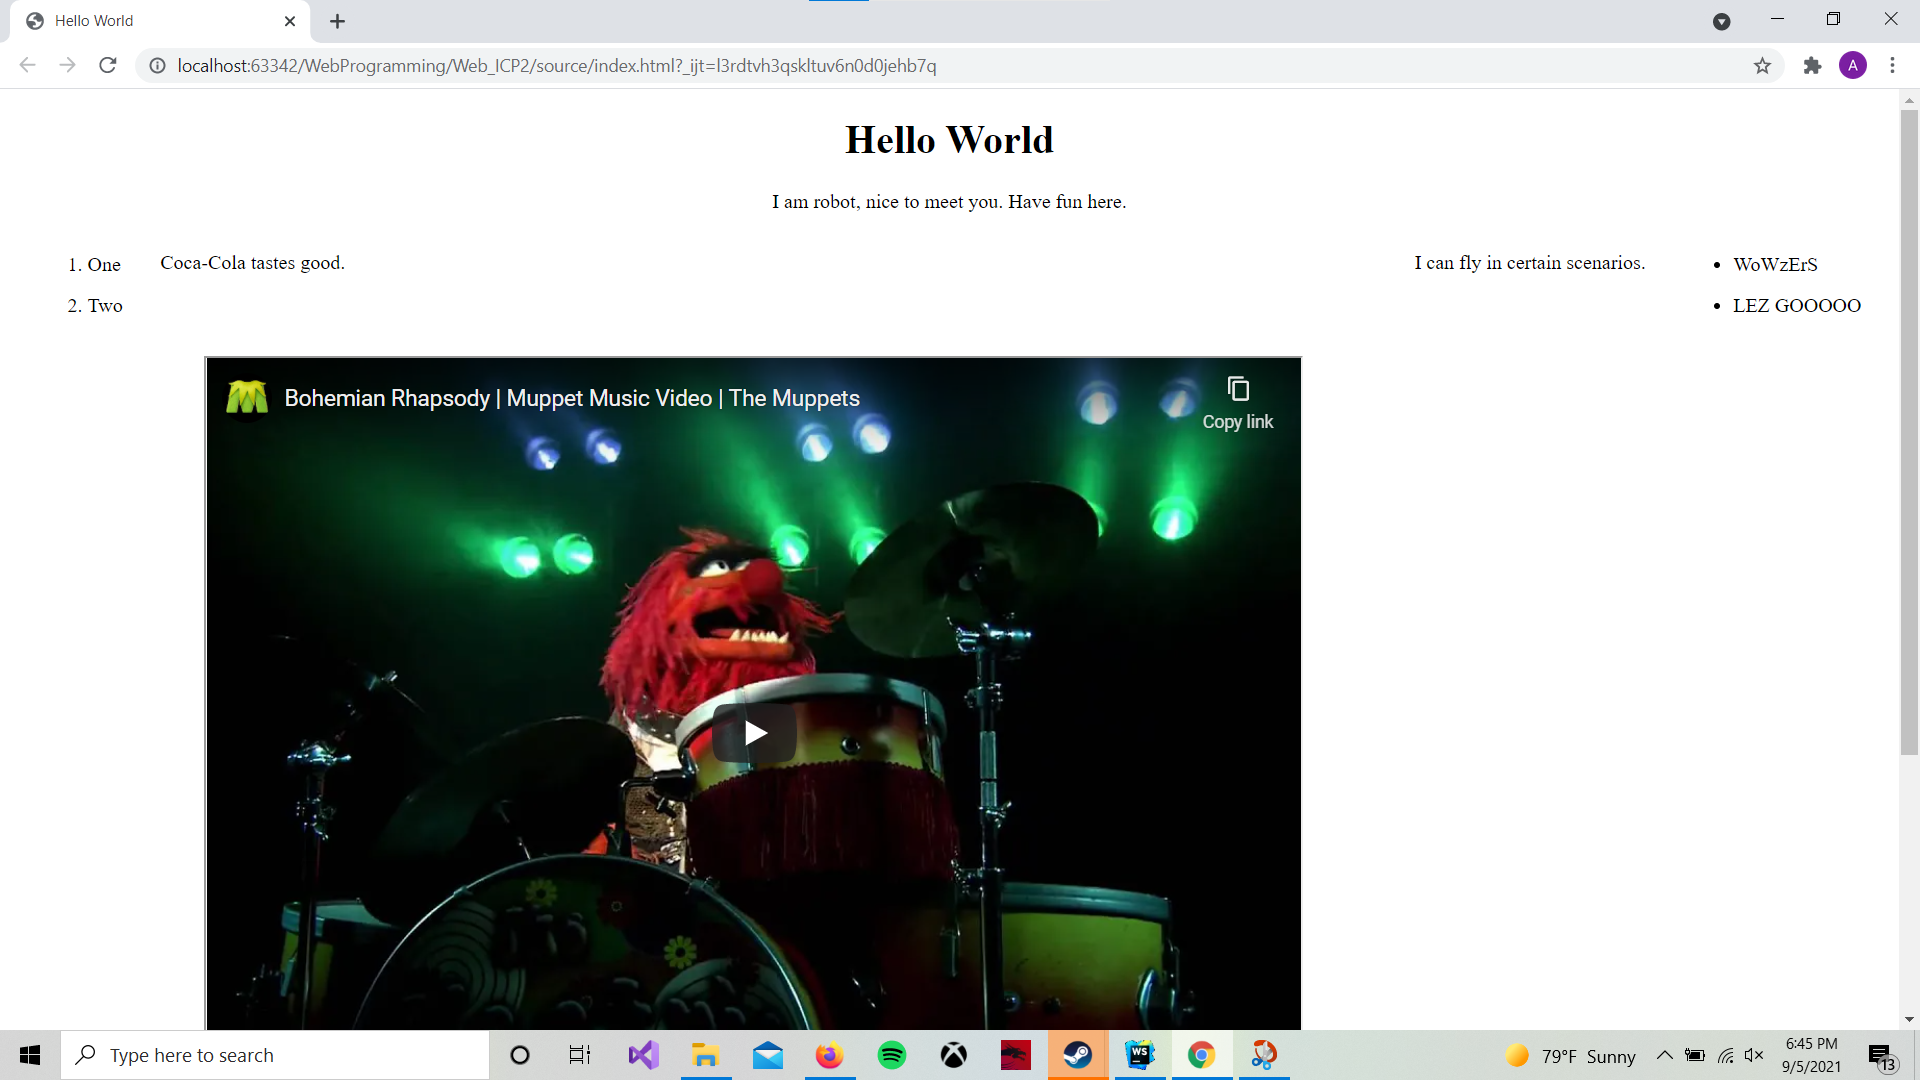 Hello World
localhost:63342/WebProgramming/Web_ICP2/source/index.html?_ijt=l3rdtvh3qskltuv6n0d0jehb7q
A
Hello World
I am robot, nice to meet you. Have fun here.
1. One
2. Two
Coca-Cola tastes good.
I can fly in certain scenarios.
• WoWzErS
• LEZ GOOOOO
Bohemian Rhapsody | Muppet Music Video | The Muppets
Copy link
Type here to search
WS
79°F Sunny
6:45 PM
9/5/2021
13